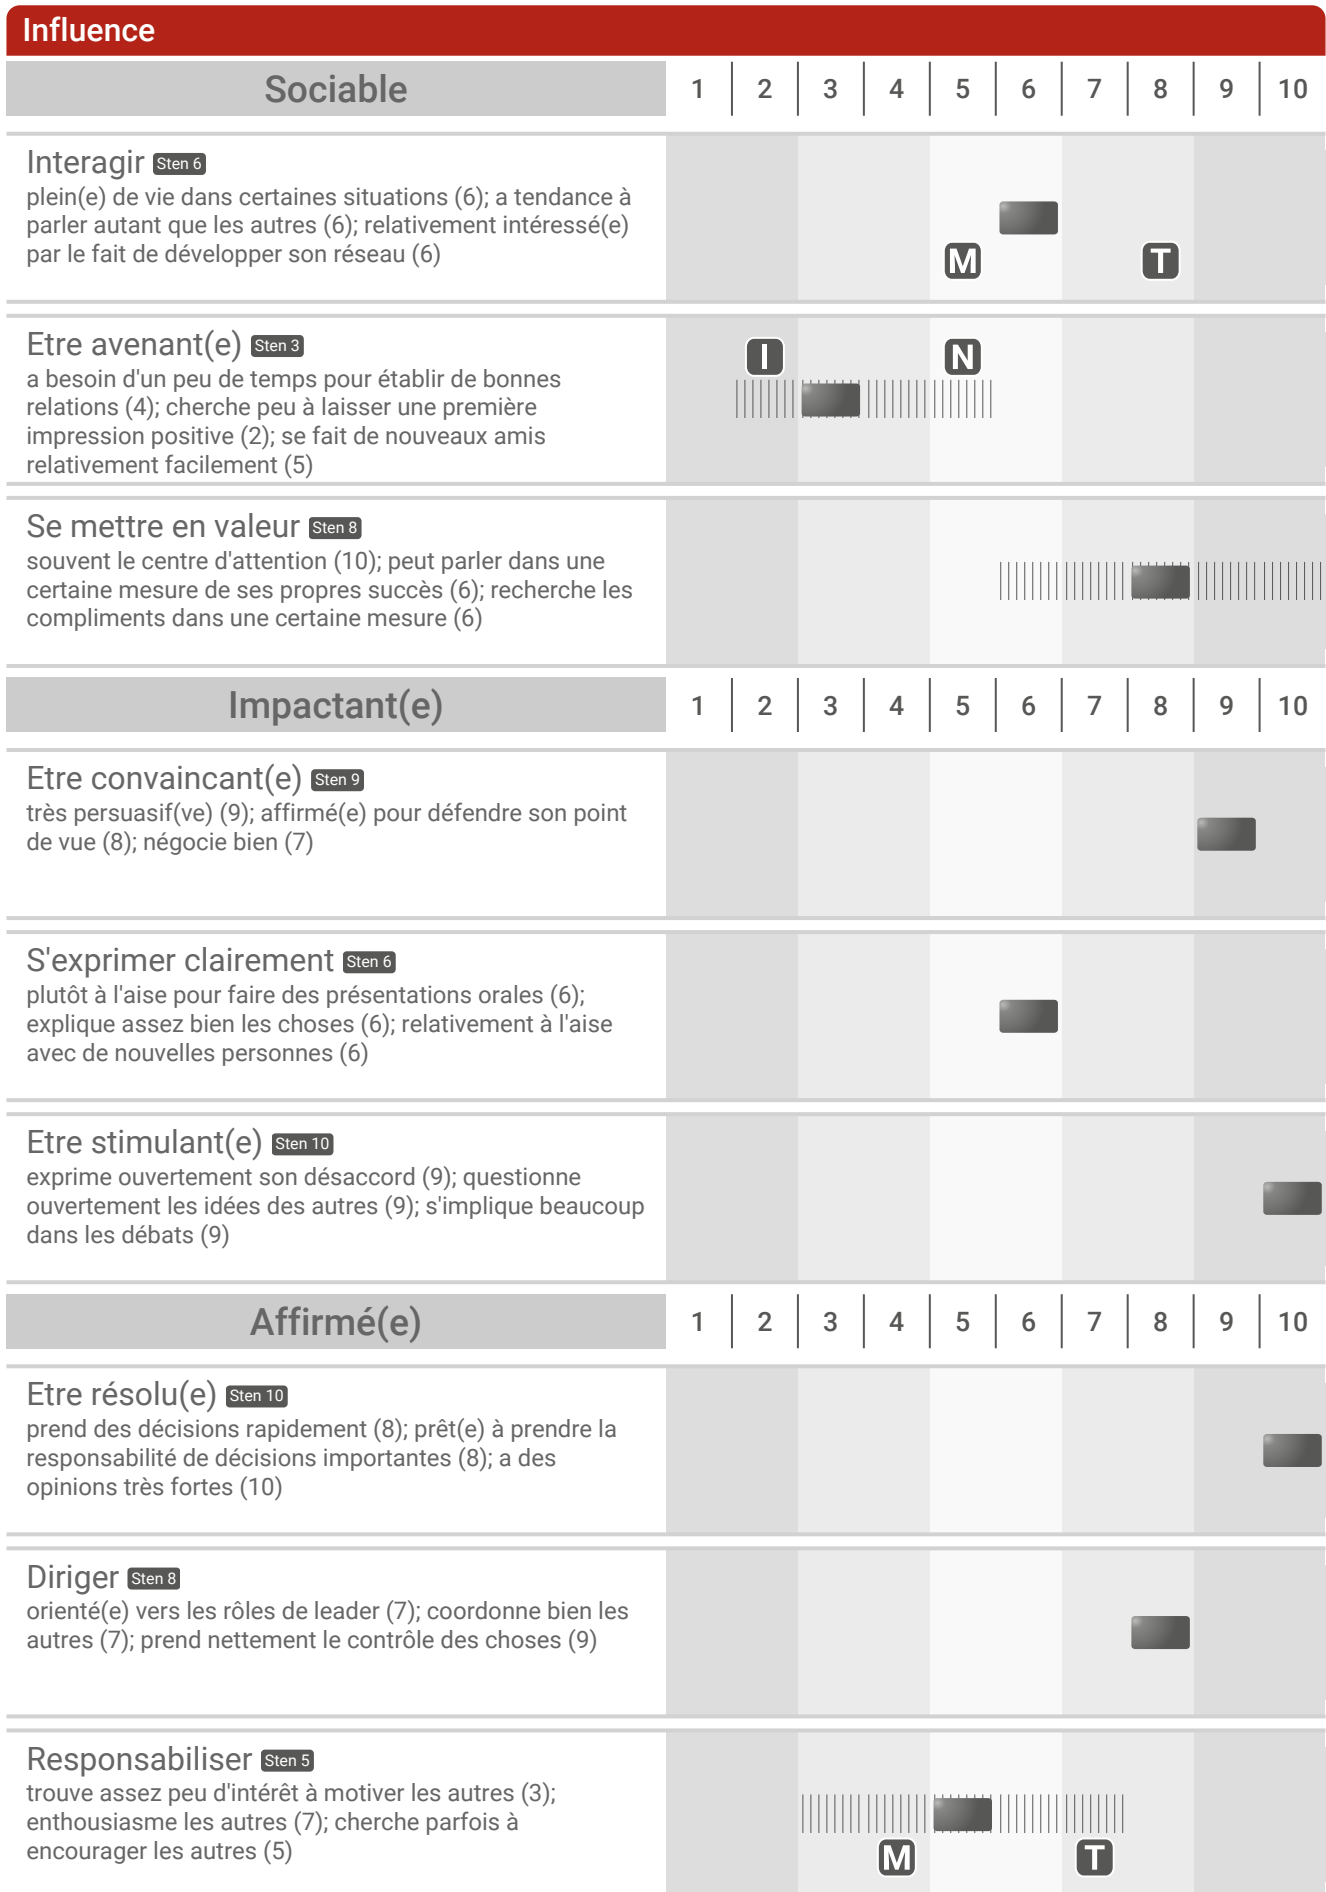 Influence
Sociable 1 2 3 4 5 6 7 8 9 10
Interagir Sten 6
plein(e) de vie dans certaines situations (6); a tendance à
parler autant que les autres (6); relativement intéressé(e)
par le fait de développer son réseau (6)
M T
Etre avenant(e) Sten 3
I N
a besoin d'un peu de temps pour établir de bonnes
relations (4); cherche peu à laisser une première
impression positive (2); se fait de nouveaux amis
relativement facilement (5)
Se mettre en valeur Sten 8
souvent le centre d'attention (10); peut parler dans une
certaine mesure de ses propres succès (6); recherche les
compliments dans une certaine mesure (6)
Impactant(e) 1 2 3 4 5 6 7 8 9 10
Etre convaincant(e) Sten 9
très persuasif(ve) (9); affirmé(e) pour défendre son point
de vue (8); négocie bien (7)
S'exprimer clairement Sten 6
plutôt à l'aise pour faire des présentations orales (6);
explique assez bien les choses (6); relativement à l'aise
avec de nouvelles personnes (6)
Etre stimulant(e) Sten 10
exprime ouvertement son désaccord (9); questionne
ouvertement les idées des autres (9); s'implique beaucoup
dans les débats (9)
Affirmé(e) 1 2 3 4 5 6 7 8 9 10
Etre résolu(e) Sten 10
prend des décisions rapidement (8); prêt(e) à prendre la
responsabilité de décisions importantes (8); a des
opinions très fortes (10)
Diriger Sten 8
orienté(e) vers les rôles de leader (7); coordonne bien les
autres (7); prend nettement le contrôle des choses (9)
Responsabiliser Sten 5
trouve assez peu d'intérêt à motiver les autres (3);
enthousiasme les autres (7); cherche parfois à
encourager les autres (5)
M T